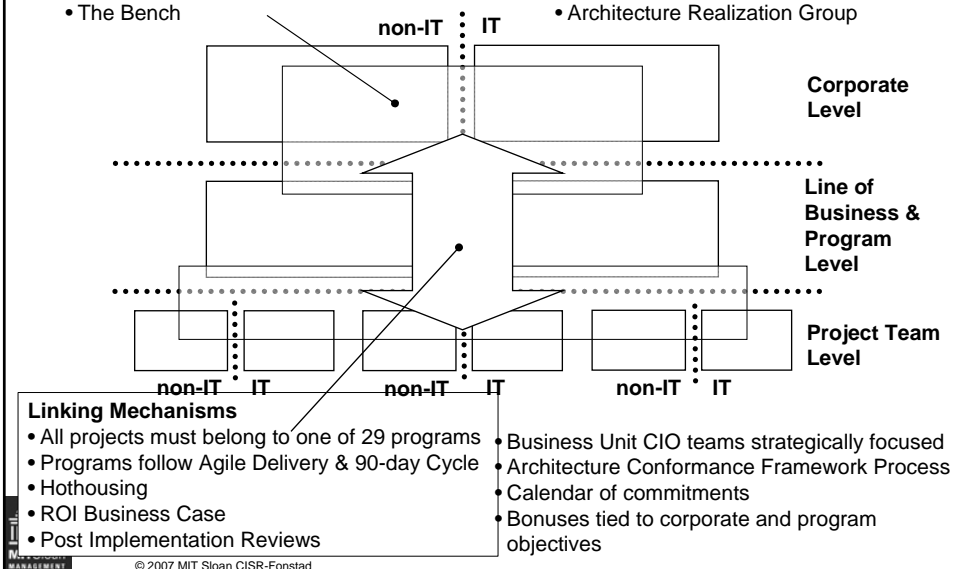 • The Bench
• Architecture Realization Group
non-IT IT
Corporate
Level
Line of
Business &
Program
Level
Project Team
Level
non-IT IT
non-IT IT
non-IT IT
Linking Mechanisms
• All projects must belong to one of 29 programs
• Programs follow Agile Delivery & 90-day Cycle
• Hothousing
• ROI Business Case
• Post Implementation Reviews
• Business Unit CIO teams strategically focused
• Architecture Conformance Framework Process
• Calendar of commitments
• Bonuses tied to corporate and program
objectives
MANAGEMENT
© 2007 MIT Sloan CISR-Fonstad